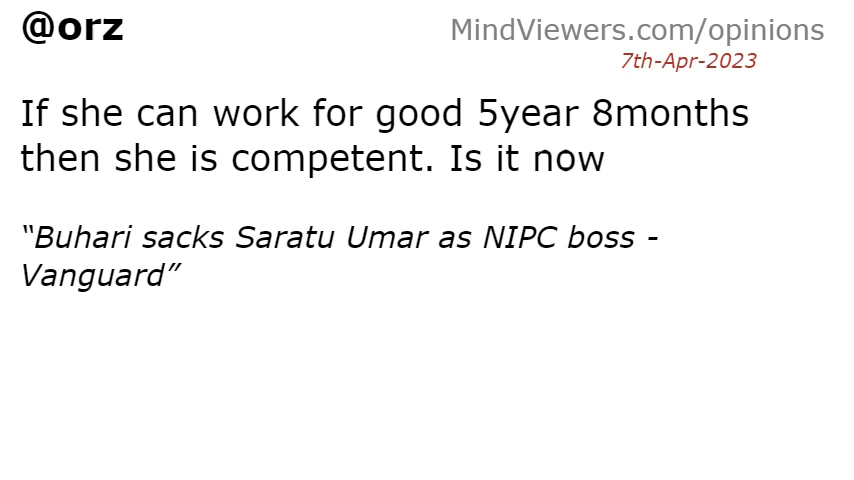 @orz
MindViewers.com/opinions
7th-Apr-2023
If she can work for good 5year 8months
then she is competent. Is it now
“Buhari sacks Saratu Umar as NIPC boss -
Vanguard”